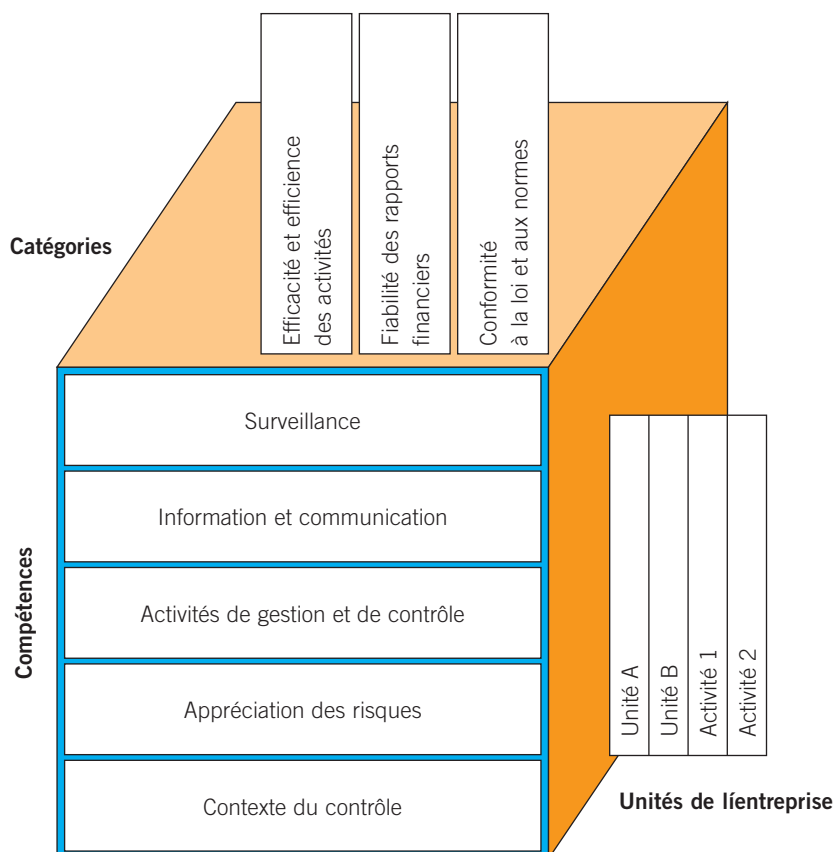 Efficacité et efficience
des activités
Fiabilité des rapports
financiers
Conformité
à la loi et aux normes
Catégories
Surveillance
Information et communication
Activités de gestion et de contrôle
Appréciation des risques
Contexte du contrôle
Compétences
Unité A
Unité B
Activité 1
Activité 2
Unités de líentreprise